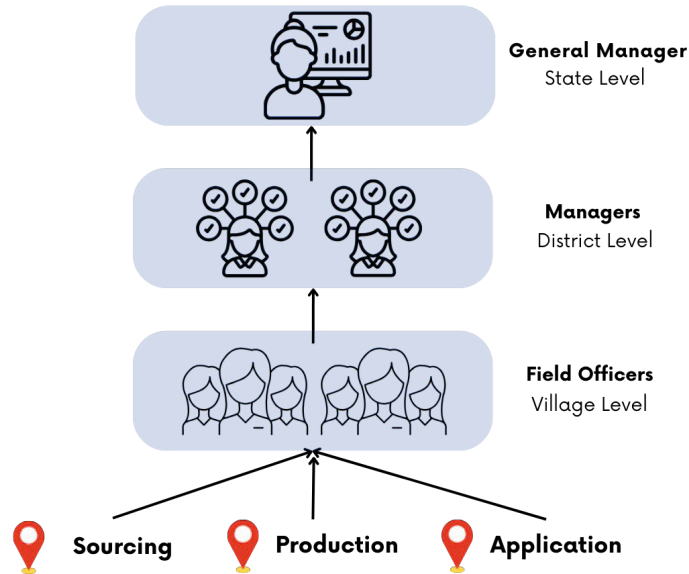 General Manager
State Level
Managers
District Level
Field Officers
Village Level
Sourcing
Production
Application